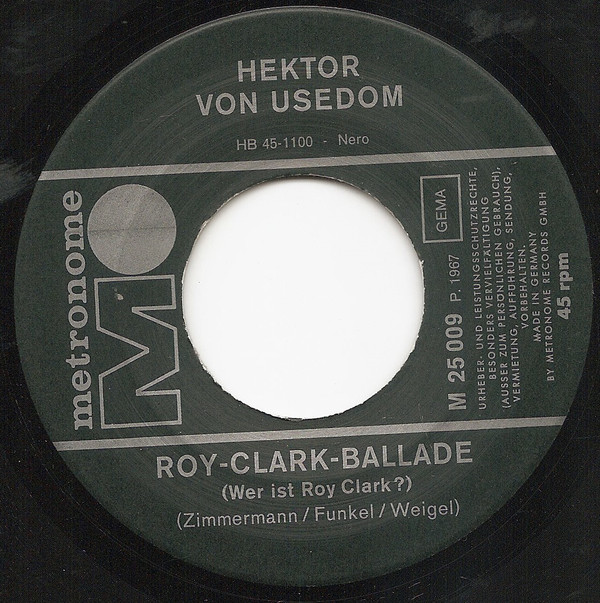 HEKTOR
VON USEDOM
HB 45-1100 - Nero
metronome
M
GEMA
M 25 009 P. 1967
URHEBER- UND LEISTUNGSSCHUTZRECHTE,
BESONDERS VERVIELFÄLTIGUNG
(AUSSER ZUM PERSÖNLICHEN GEBRAUCH),
VERMIETUNG, AUFFÜHRUNG, SENDUNG,
VORBEHALTEN.
MADE IN GERMANY
BY METRONOME RECORDS GMBH
45 rpm
ROY-CLARK-BALLADE
(Wer ist Roy Clark?)
(Zimmermann/Funkel/Weigel)